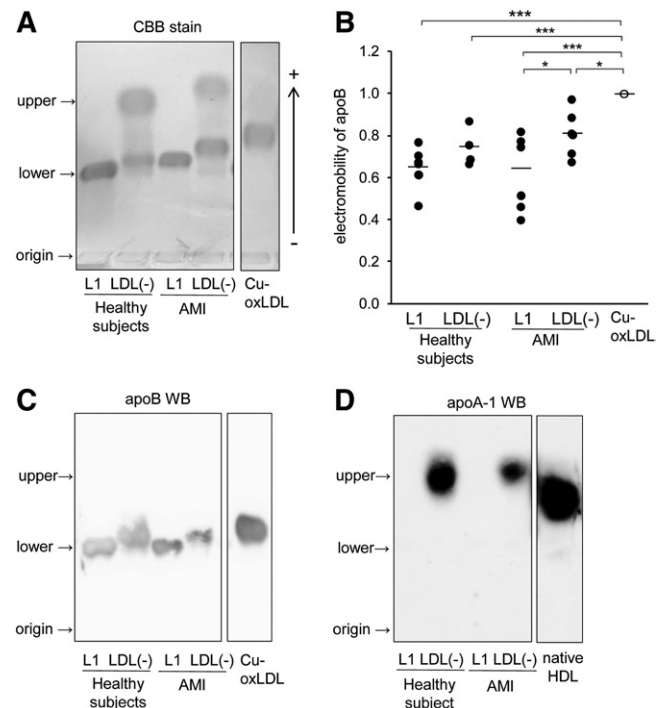 A
CBB stain
upper→
lower→
origin→
+
-
L1 LDL(-) L1 LDL(-) Cu-
oxLDL
Healthy
subjects
AMI
B
***
***
***
* *
electromobility of apoB
1.2
1.0
0.8
0.6
0.4
0.2
0.0
L1 LDL(-) L1 LDL(-) Cu-
oxLDL
Healthy
subjects
AMI
C
apoB WB
upper→
lower→
origin→
L1 LDL(-) L1 LDL(-) Cu-
oxLDL
Healthy
subjects
AMI
D
apoA-1 WB
upper→
lower→
origin→
L1 LDL(-) L1 LDL(-) native
HDL
Healthy
subject
AMI